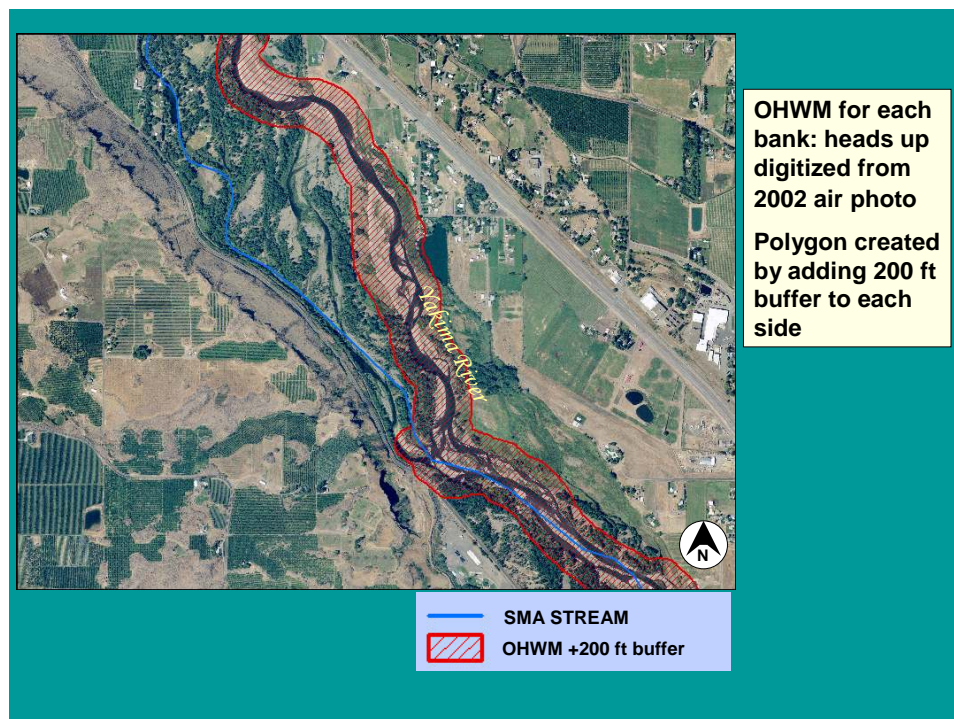 OHWM for each
bank: heads up
digitized from
2002 air photo
Polygon created
by adding 200 ft
buffer to each
side
Yakima River
N
SMA STREAM
OHWM +200 ft buffer